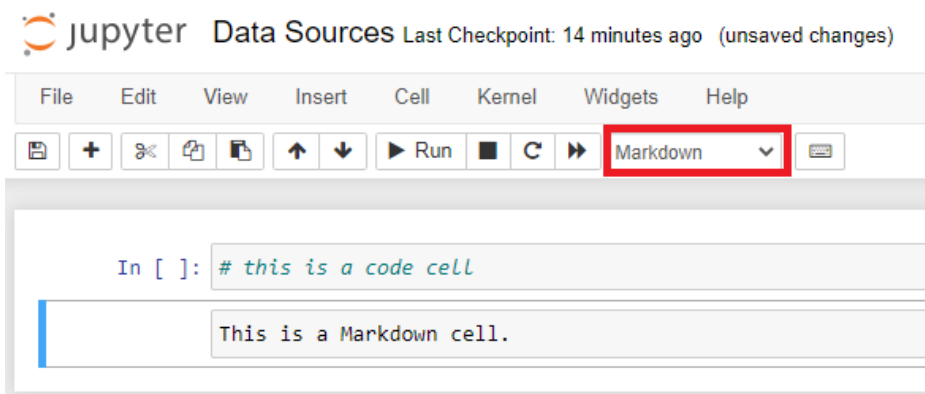 Jupyter Data Sources Last Checkpoint: 14 minutes ago (unsaved changes)
File Edit View Insert Cell Kernel Widgets Help
Run Markdown
In [ ]: # this is a code cell
This is a Markdown cell.